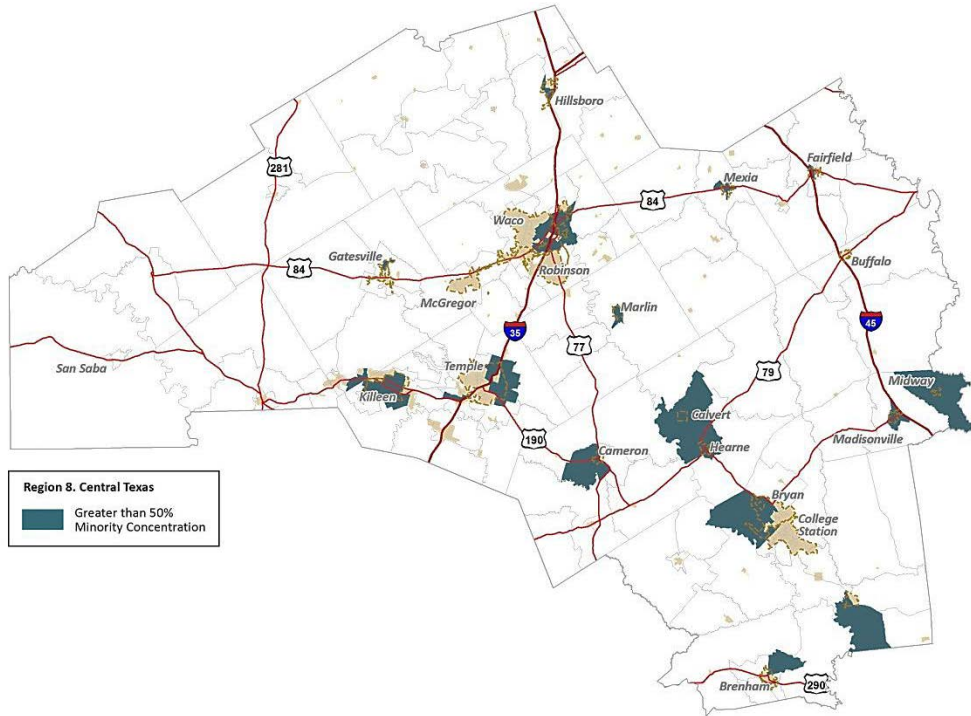 Hillsboro
281
Fairfield
Mexia
84
Waco
Gatesville
84
Robinson
Buffalo
McGregor
Marlin
35
45
77
San Saba
Temple
79
Midway
Killeen
Calvert
Madisonville
190
Hearne
Cameron
Region 8. Central Texas
Greater than 50%
Minority Concentration
Bryan
College
Station
Brenham
290